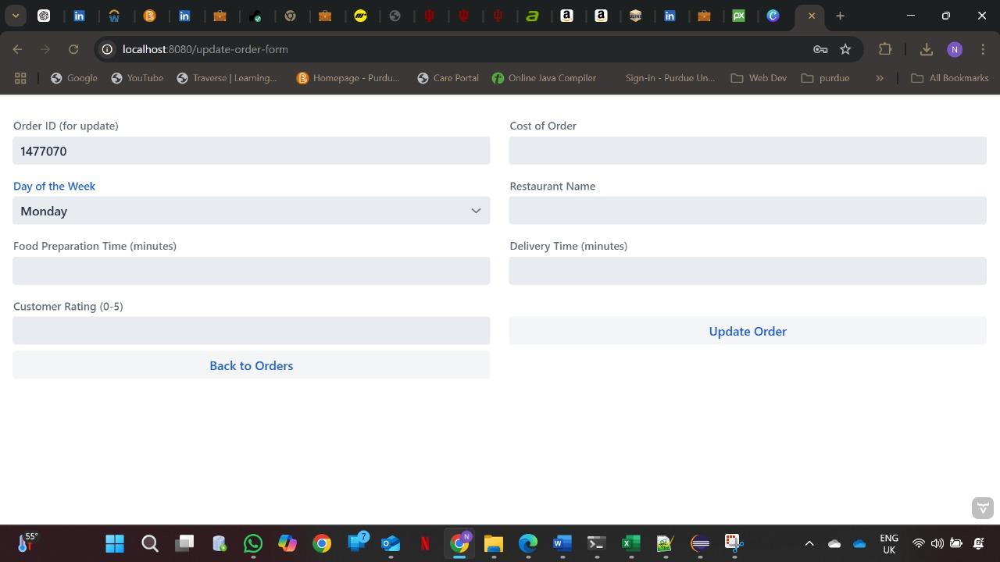 localhost:8080/update-order-form
N
Google
YouTube
Traverse | Learning...
Homepage - Purdu...
Care Portal
Online Java Compiler
Sign-in - Purdue Un...
Web Dev
purdue
»
All Bookmarks
Order ID (for update)
Cost of Order
1477070
Day of the Week
Restaurant Name
Monday
Food Preparation Time (minutes)
Delivery Time (minutes)
Customer Rating (0-5)
Update Order
Back to Orders
55°
7
N
ENG
UK